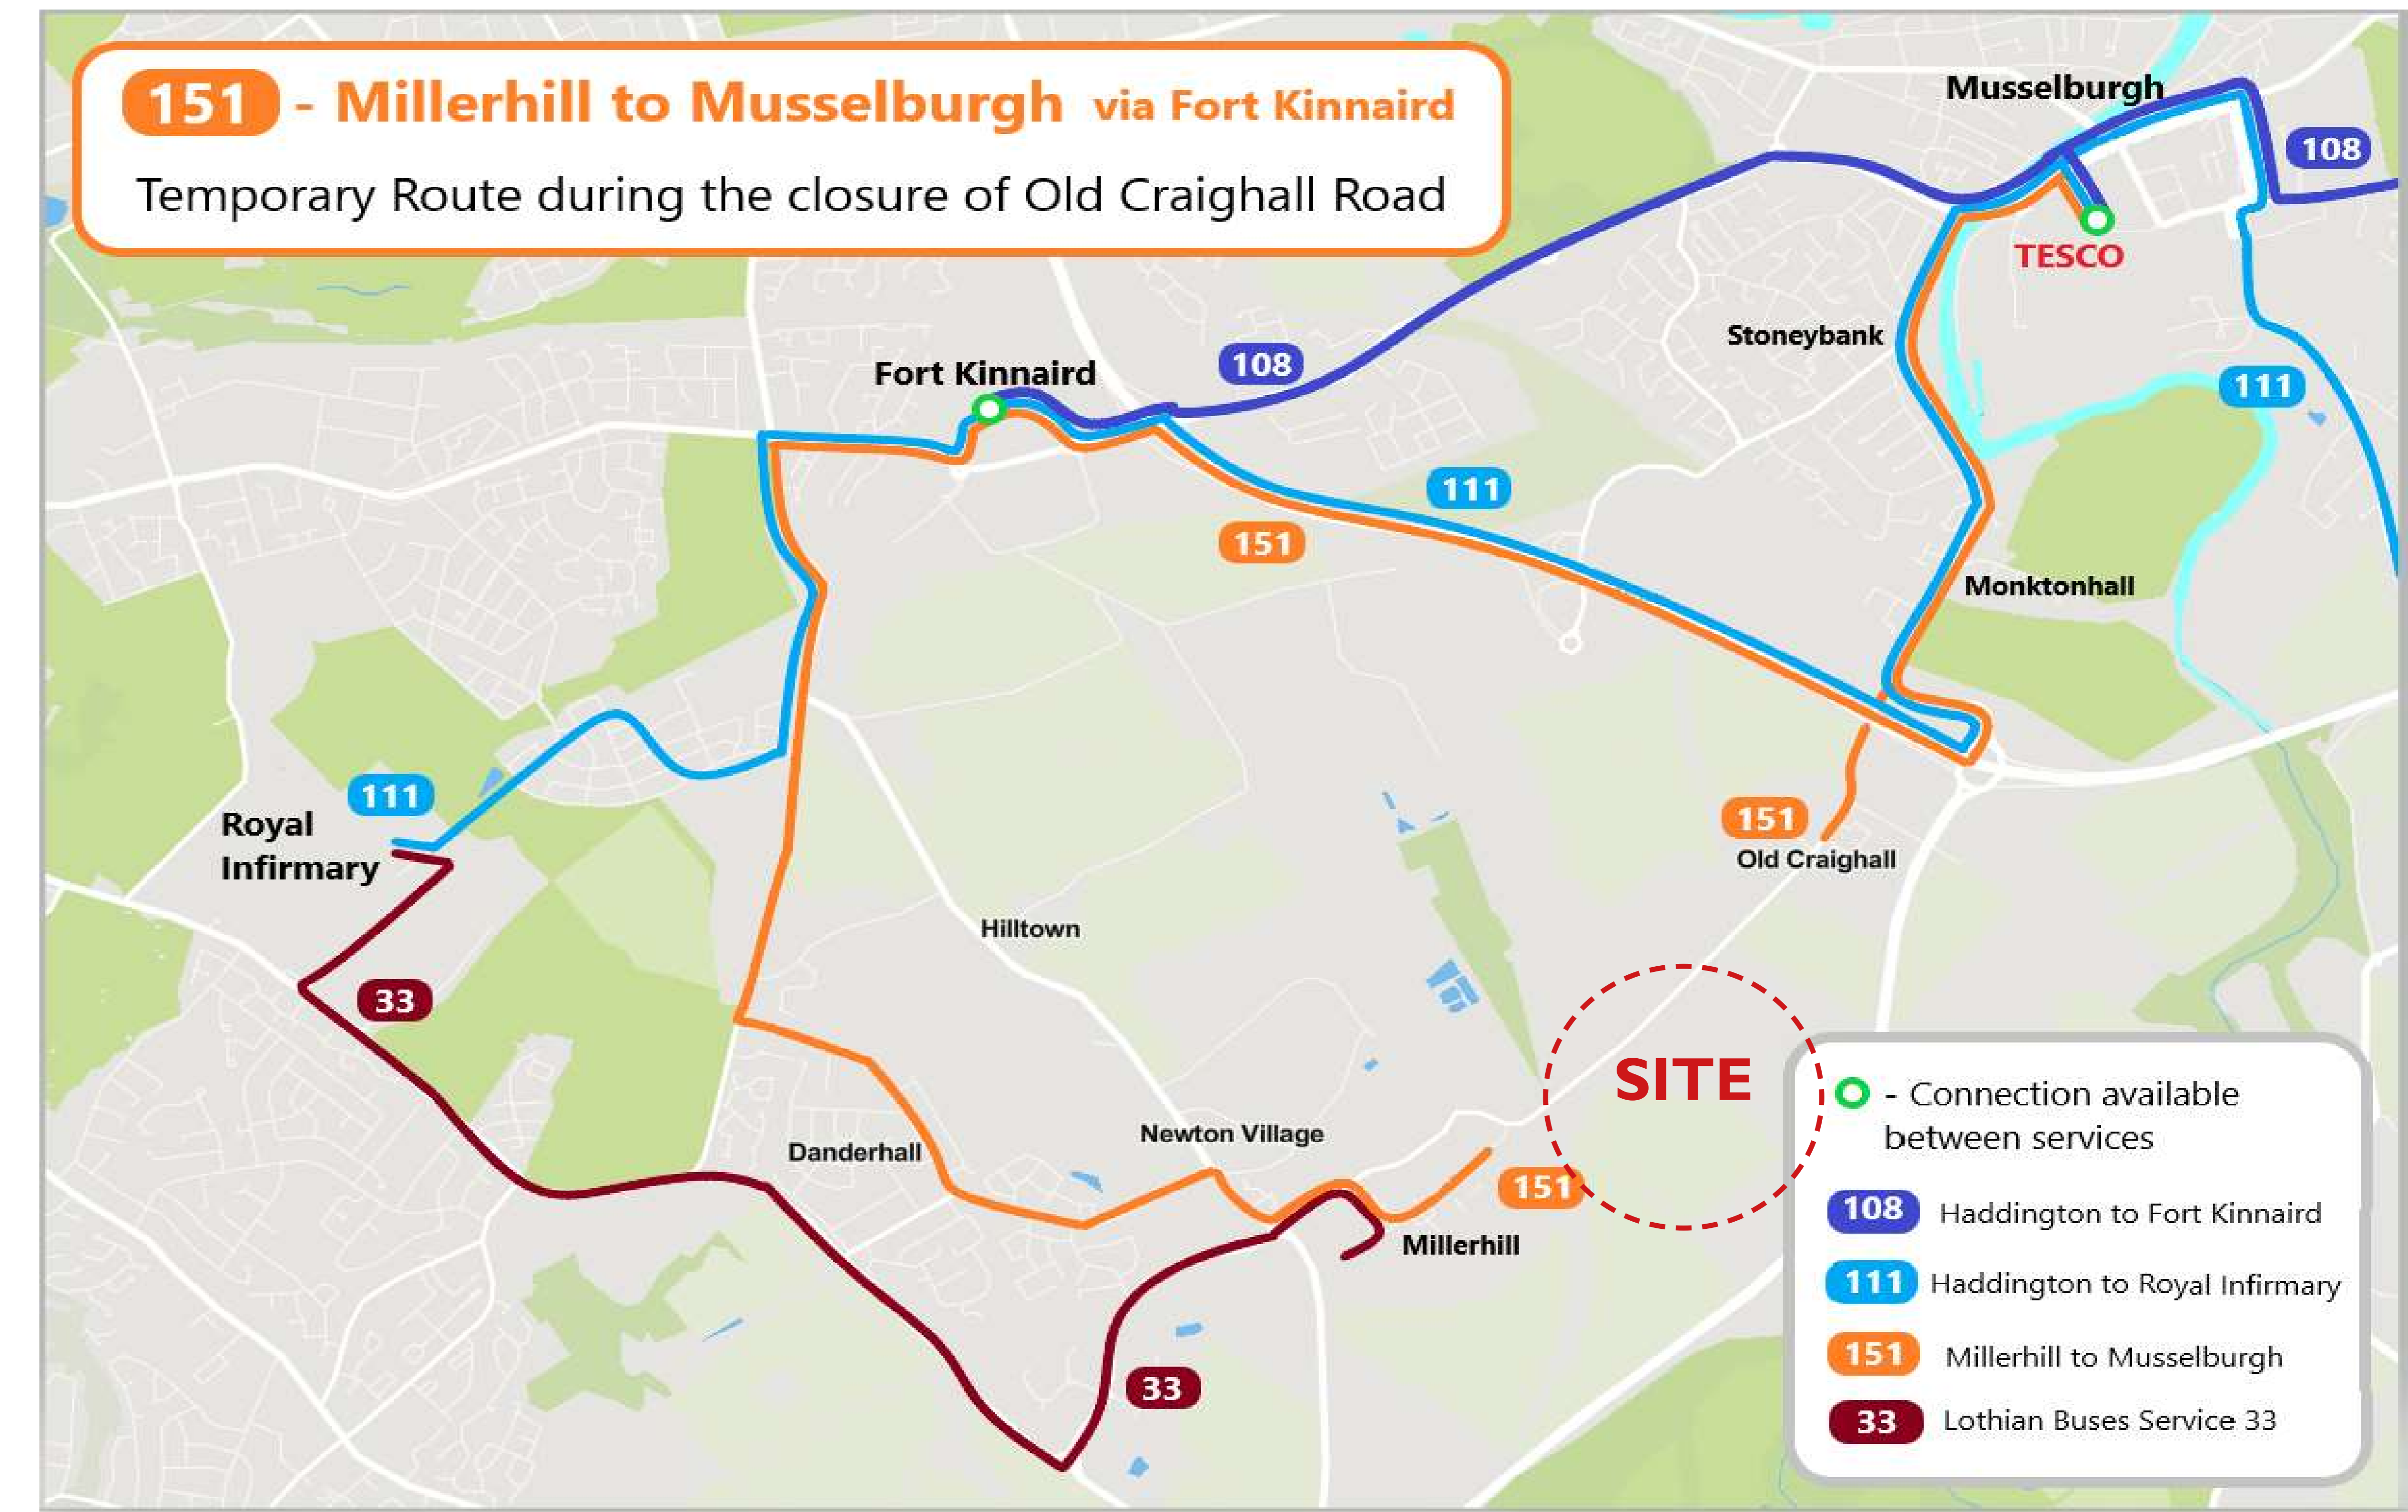 151 - Millerhill to Musselburgh via Fort Kinnaird
Temporary Route during the closure of Old Craighall Road
Musselburgh
108
TESCO
Stoneybank
Fort Kinnaird
108
111
111
151
Monktonhall
111
Royal
Infirmary
151
Old Craighall
Hilltown
33
SITE
Newton Village
Danderhall
151
Millerhill
33
- Connection available
between services
108 Haddington to Fort Kinnaird
111 Haddington to Royal Infirmary
151 Millerhill to Musselburgh
33 Lothian Buses Service 33